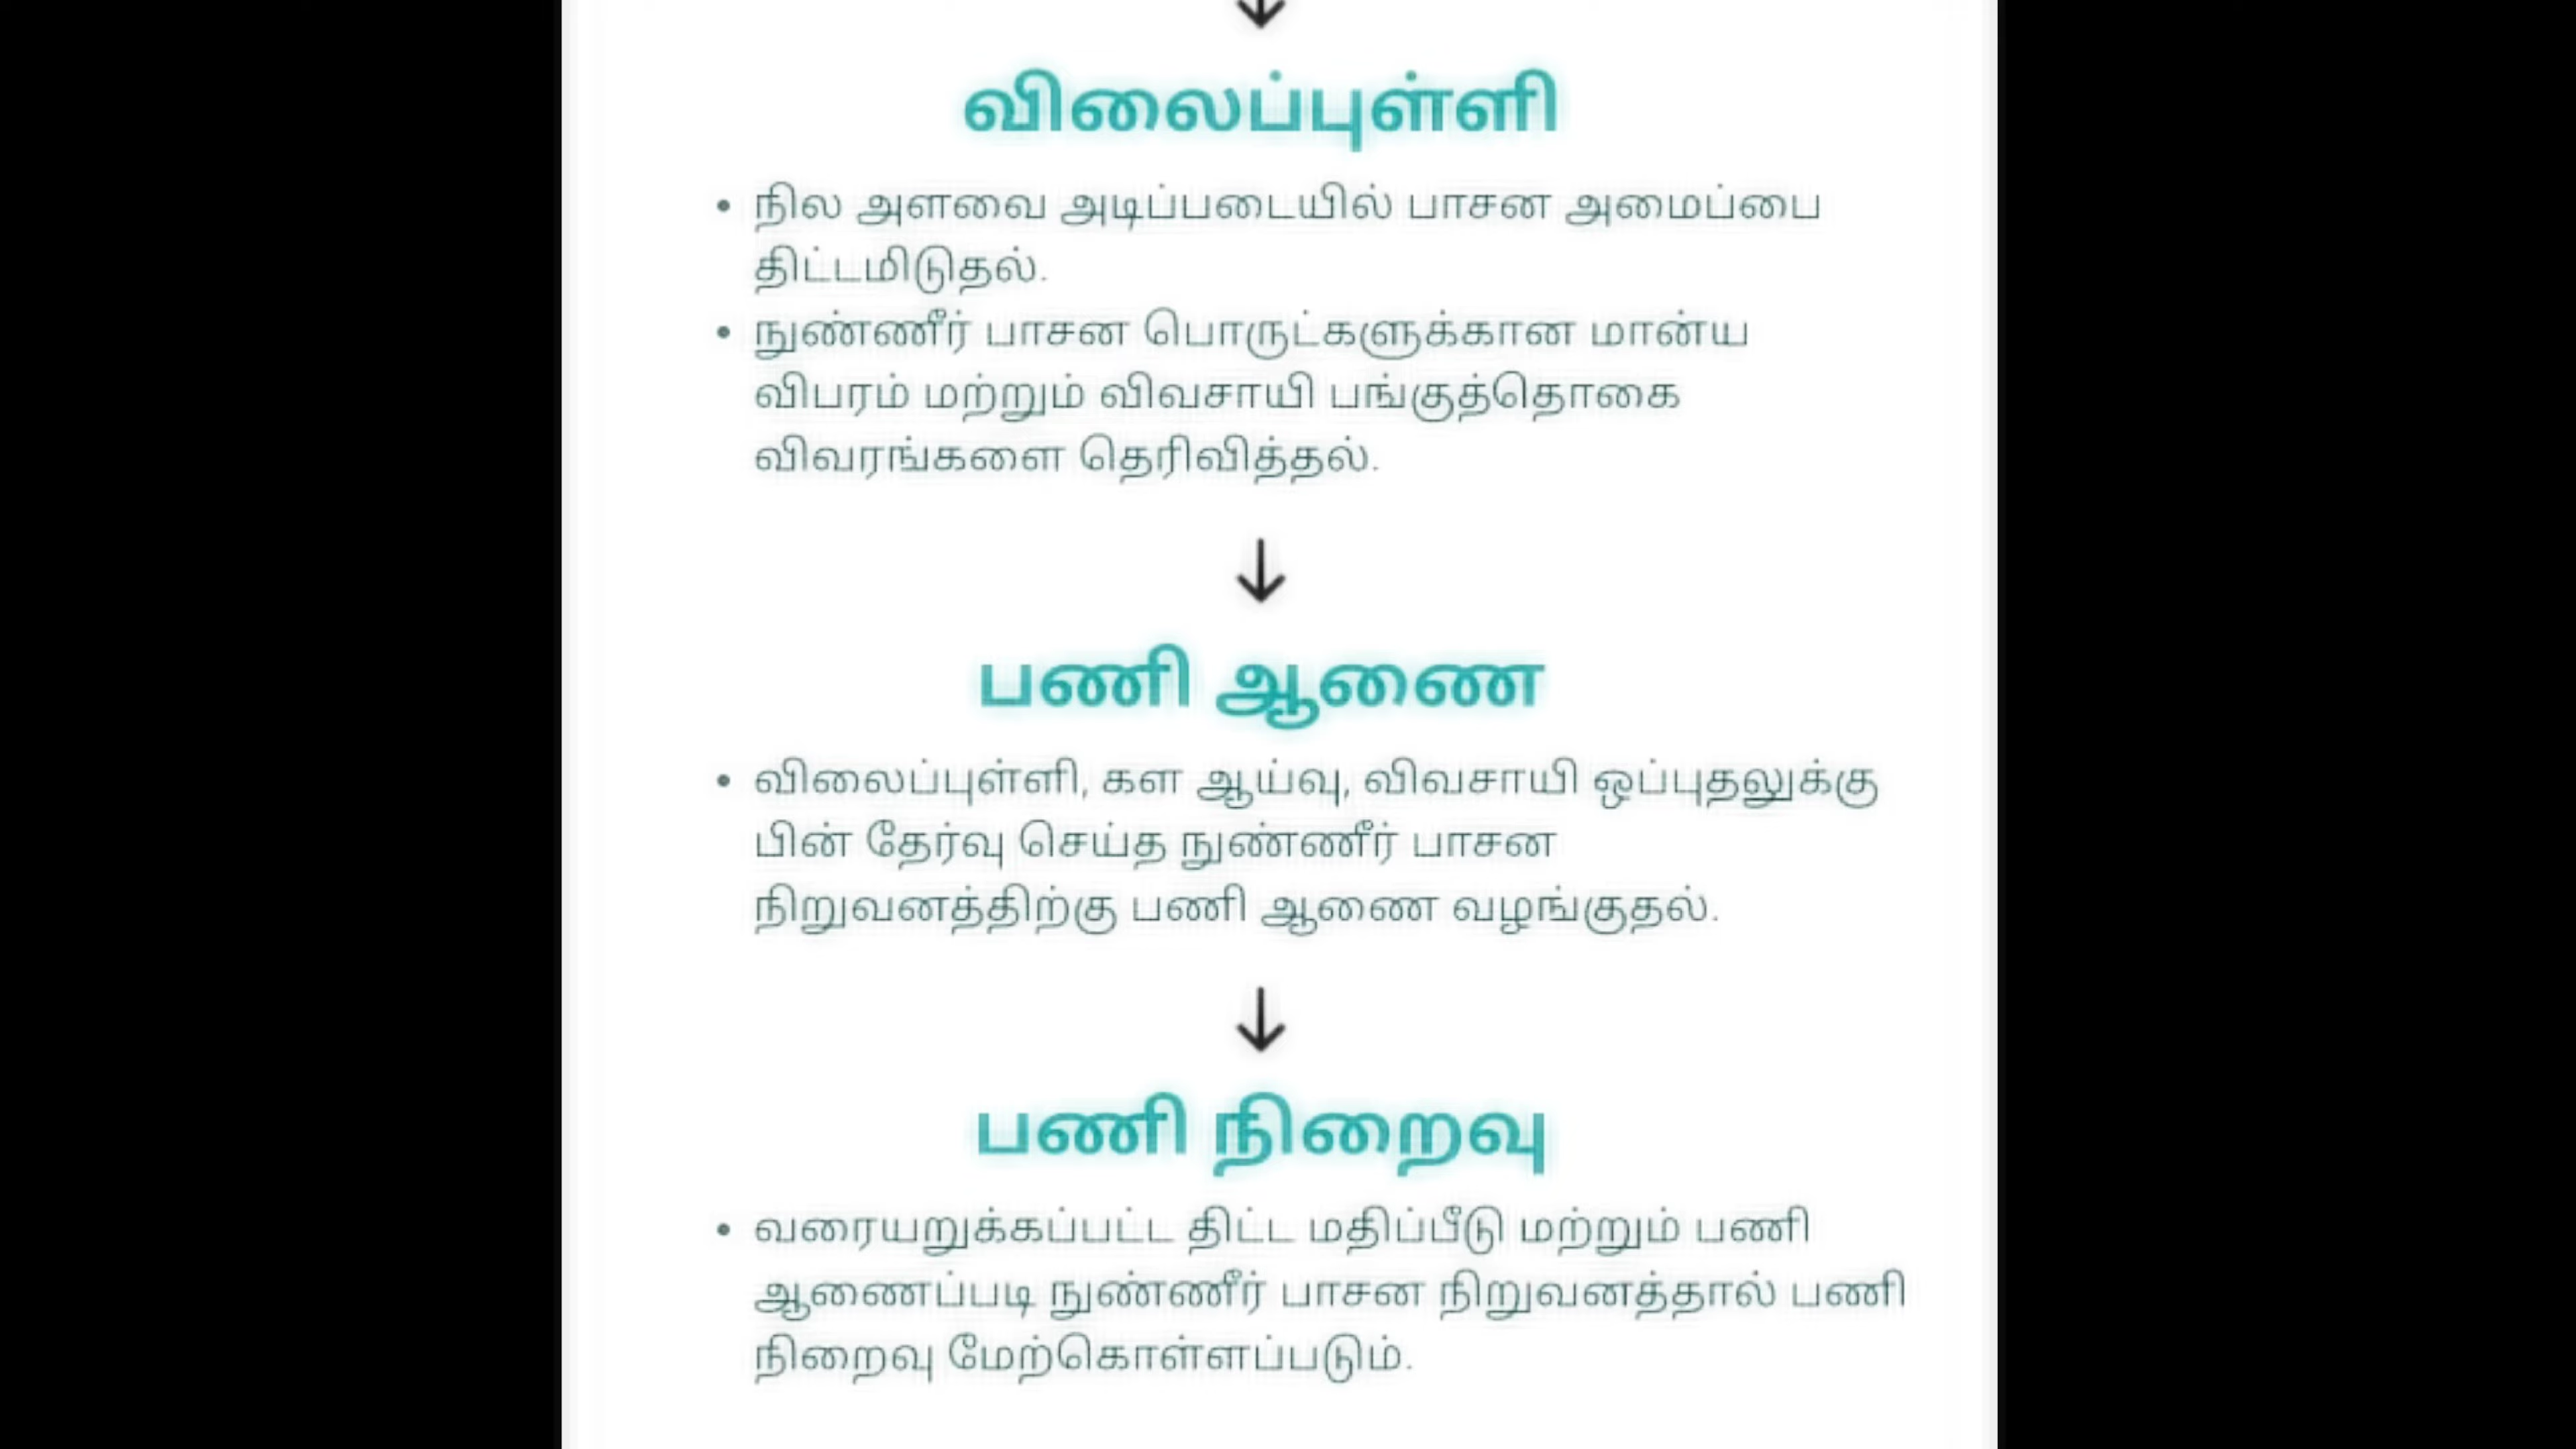 விலைப்புள்ளி
• நில அளவை அடிப்படையில் பாசன அமைப்பை
திட்டமிடுதல்.
• நுண்ணீர் பாசன பொருட்களுக்கான மான்ய
விபரம் மற்றும் விவசாயி பங்குத்தொகை
விவரங்களை தெரிவித்தல்.
பணி ஆணை
• விலைப்புள்ளி, கள ஆய்வு, விவசாயி ஒப்புதலுக்கு
பின் தேர்வு செய்த நுண்ணீர் பாசன
நிறுவனத்திற்கு பணி ஆணை வழங்குதல்.
பணி நிறைவு
• வரையறுக்கப்பட்ட திட்ட மதிப்பீடு மற்றும் பணி
ஆணைப்படி நுண்ணீர் பாசன நிறுவனத்தால் பணி
நிறைவு மேற்கொள்ளப்படும்.